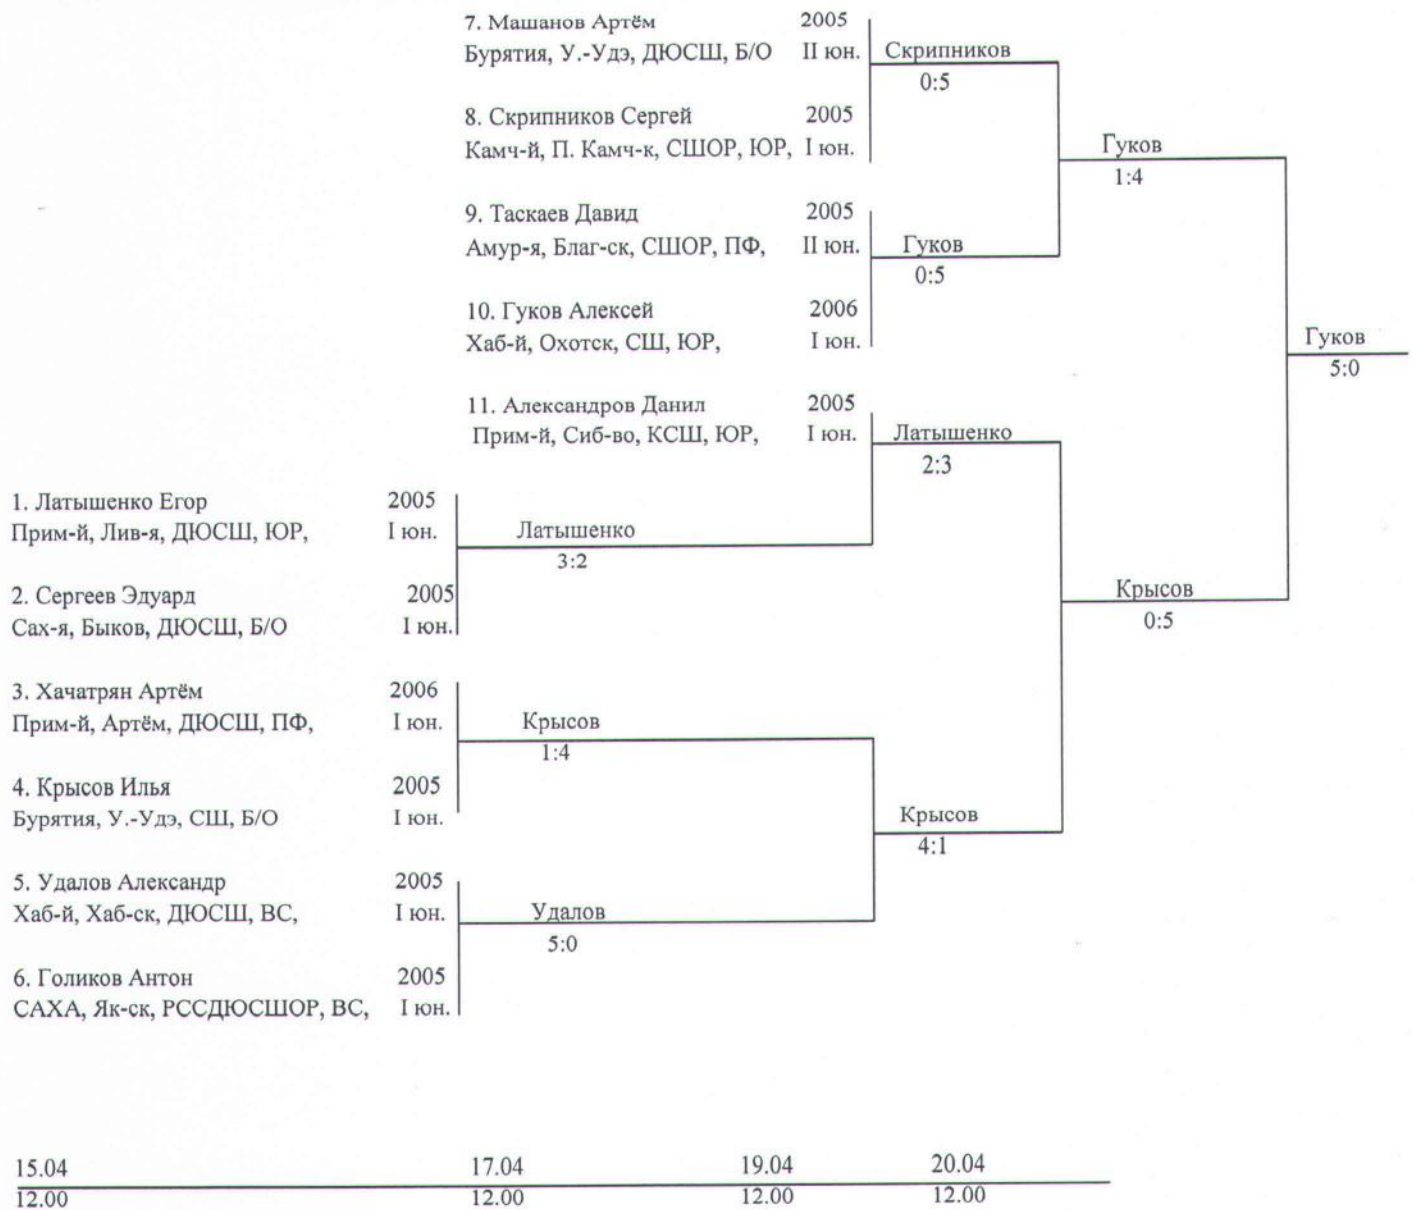 7. Машанов Артём 2005
Бурятия, У.-Удэ, ДЮСШ, Б/О II юн.
Скрипников
0:5
8. Скрипников Сергей 2005
Камч-й, П. Камч-к, СШОР, ЮР, I юн.
Гуков
1:4
9. Таскаев Давид 2005
Амур-я, Благ-ск, СШОР, ПФ, II юн.
Гуков
0:5
10. Гуков Алексей 2006
Хаб-й, Охотск, СШ, ЮР, I юн.
Гуков
5:0
11. Александров Данил 2005
Прим-й, Сиб-во, КСШ, ЮР, I юн.
Латышенко
2:3
1. Латышенко Егор 2005
Прим-й, Лив-я, ДЮСШ, ЮР, I юн.
Латышенко
3:2
2. Сергеев Эдуард 2005
Сах-я, Быков, ДЮСШ, Б/О I юн.
Крысов
0:5
3. Хачатрян Артём 2006
Прим-й, Артём, ДЮСШ, ПФ, I юн.
Крысов
1:4
4. Крысов Илья 2005
Бурятия, У.-Удэ, СШ, Б/О I юн.
Крысов
4:1
5. Удалов Александр 2005
Хаб-й, Хаб-ск, ДЮСШ, ВС, I юн.
Удалов
5:0
6. Голиков Антон 2005
САХА, Як-ск, РССДЮСШОР, ВС, I юн.
15.04 17.04 19.04 20.04
12.00 12.00 12.00 12.00